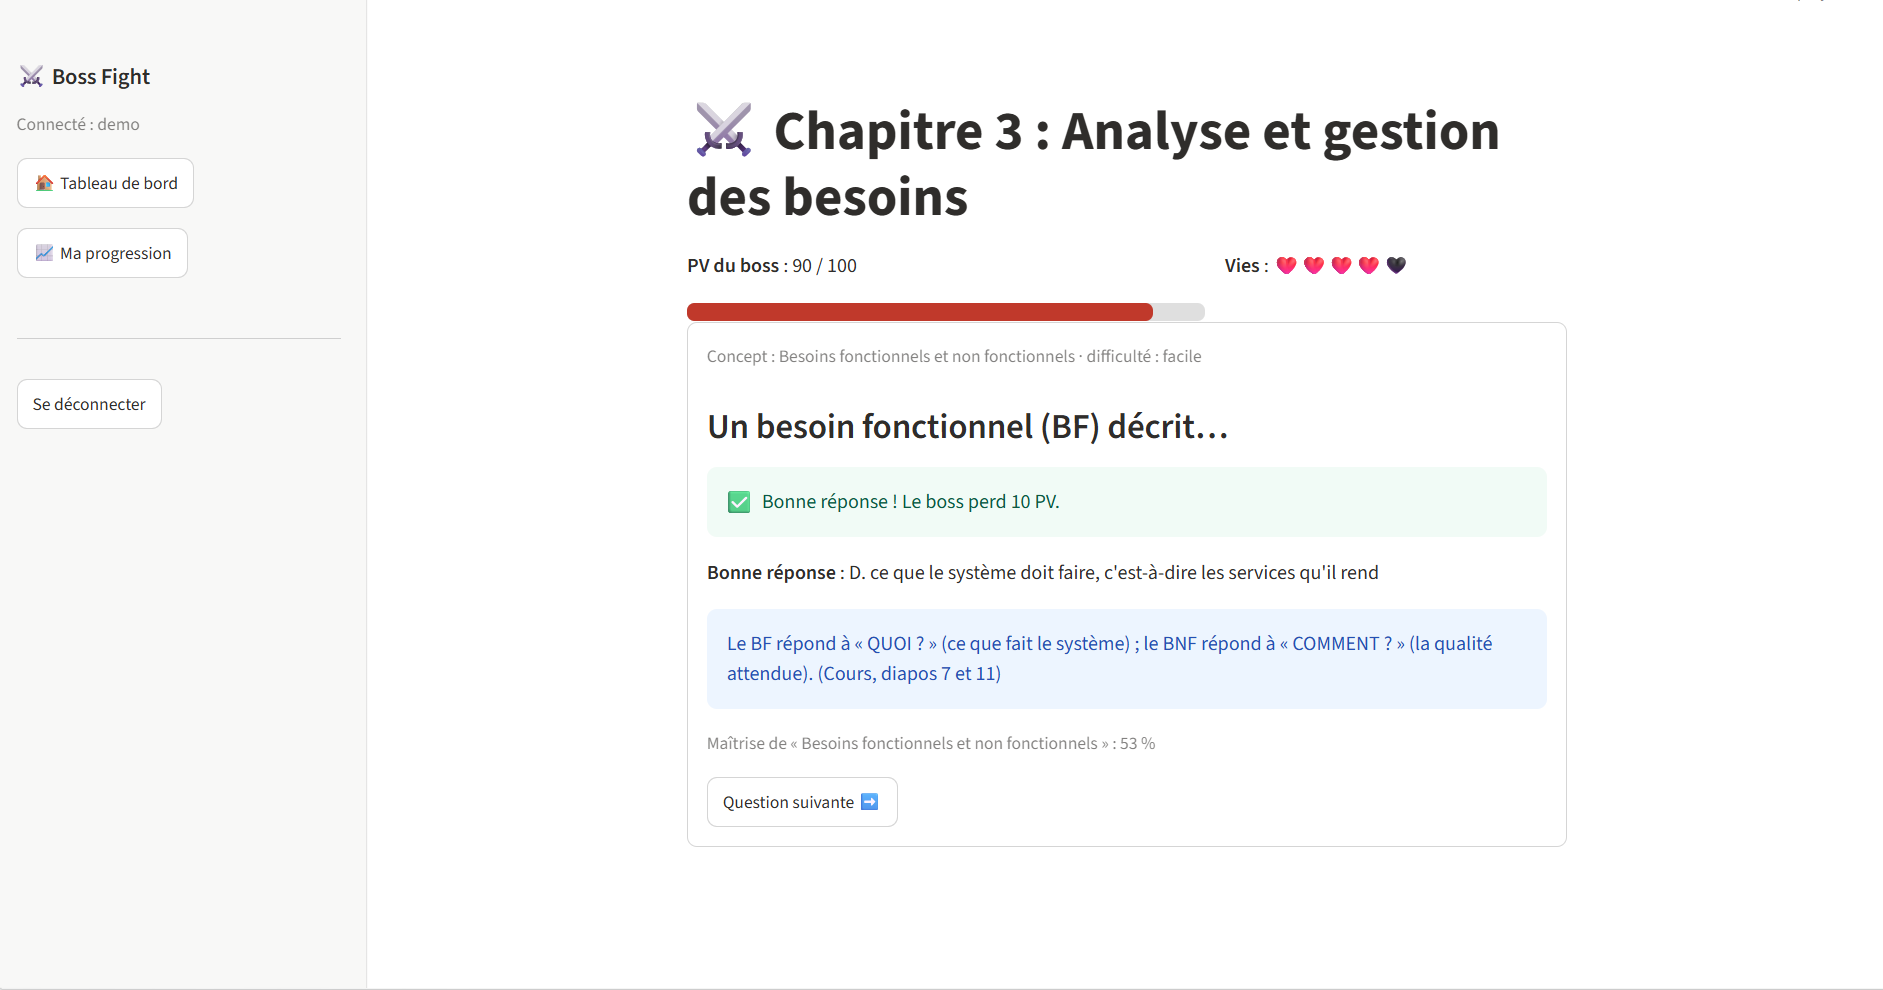 ⚔️ Boss Fight
Connecté : demo
🏠 Tableau de bord
📈 Ma progression
Se déconnecter
⚔️ Chapitre 3 : Analyse et gestion
des besoins
PV du boss : 90 / 100
Vies : ❤️ ❤️ ❤️ ❤️ 🖤
Concept : Besoins fonctionnels et non fonctionnels · difficulté : facile
Un besoin fonctionnel (BF) décrit…
✅ Bonne réponse ! Le boss perd 10 PV.
Bonne réponse : D. ce que le système doit faire, c'est-à-dire les services qu'il rend
Le BF répond à « QUOI ? » (ce que fait le système) ; le BNF répond à « COMMENT ? » (la qualité
attendue). (Cours, diapos 7 et 11)
Maîtrise de « Besoins fonctionnels et non fonctionnels » : 53 %
Question suivante ➡️